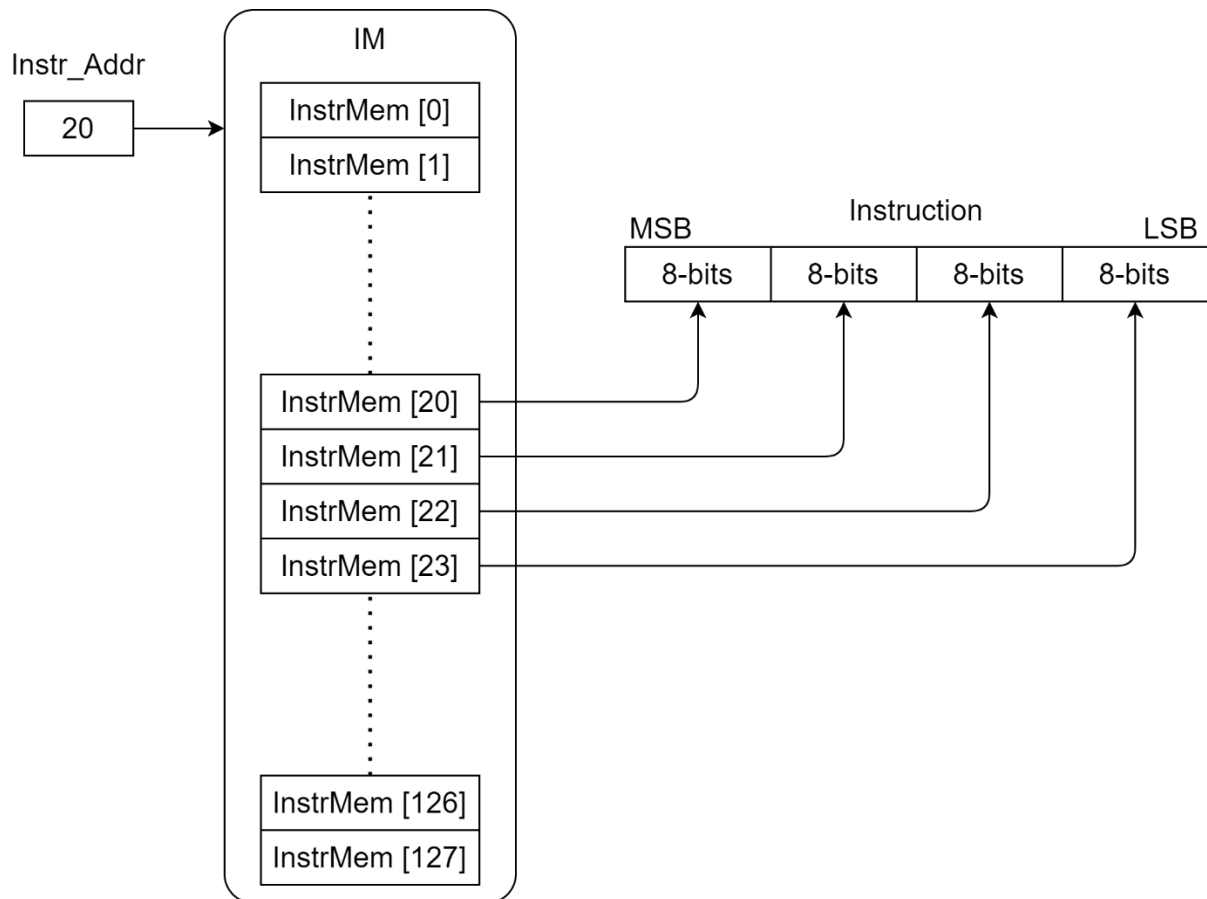 IM
Instr_Addr
20
InstrMem [0]
InstrMem [1]
Instruction
MSB
LSB
8-bits
8-bits
8-bits
8-bits
InstrMem [20]
InstrMem [21]
InstrMem [22]
InstrMem [23]
InstrMem [126]
InstrMem [127]